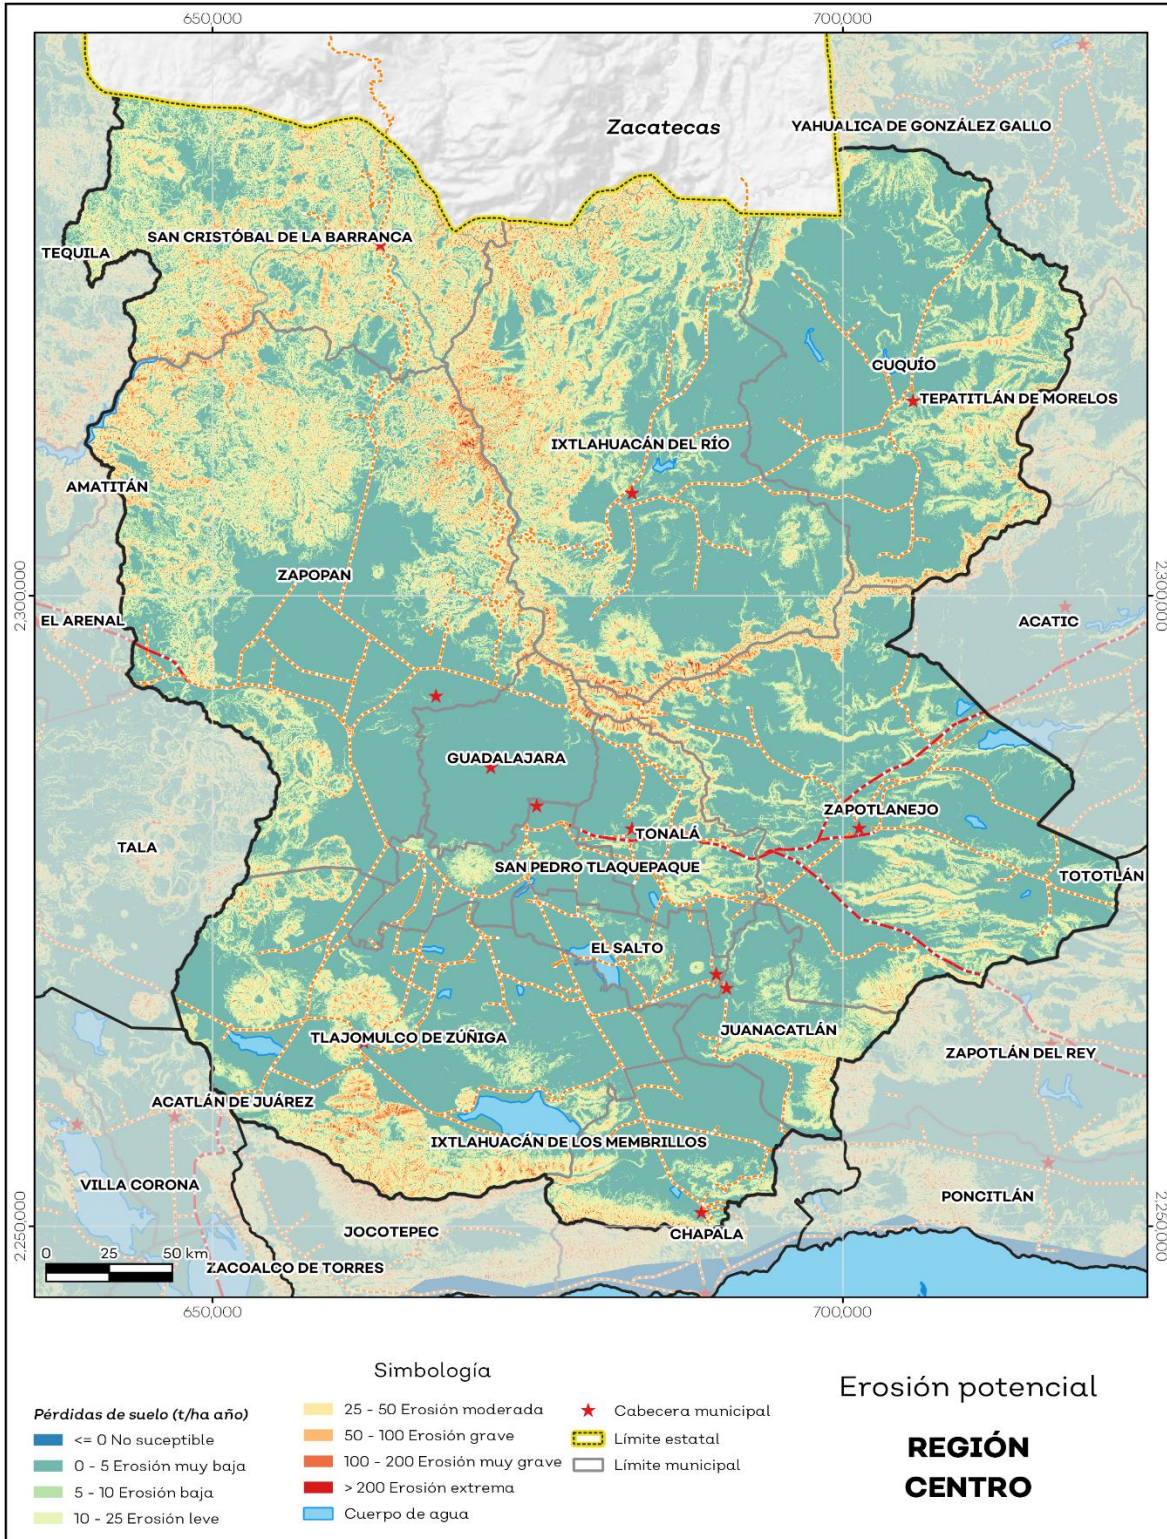 650,000
700,000
Zacatecas
YAHUALICA DE GONZÁLEZ GALLO
SAN CRISTÓBAL DE LA BARRANCA
TEQUILA
CUQUÍO
TEPATITLÁN DE MORELOS
IXTLAHUACÁN DEL RÍO
AMATITÁN
ZAPOPAN
2,300,000
2,300,000
EL ARENAL
ACATIC
GUADALAJARA
ZAPOTLANEJO
TONALÁ
TALA
SAN PEDRO TLAQUEPAQUE
TOTOTLÁN
EL SALTO
JUANACATLÁN
TLAJOMULCO DE ZÚÑIGA
ZAPOTLÁN DEL REY
ACATLÁN DE JUÁREZ
IXTLAHUACÁN DE LOS MEMBRILLOS
VILLA CORONA
PONCITLÁN
2,250,000
2,250,000
JOCOTEPEC
CHAPALA
0 25 50 km
ZACOALCO DE TORRES
650,000
700,000
Simbología
Pérdidas de suelo (t/ha año)
<= 0 No suceptible
0 - 5 Erosión muy baja
5 - 10 Erosión baja
10 - 25 Erosión leve
25 - 50 Erosión moderada
50 - 100 Erosión grave
100 - 200 Erosión muy grave
> 200 Erosión extrema
Cuerpo de agua
Cabecera municipal
Límite estatal
Límite municipal
Erosión potencial
REGIÓN
CENTRO